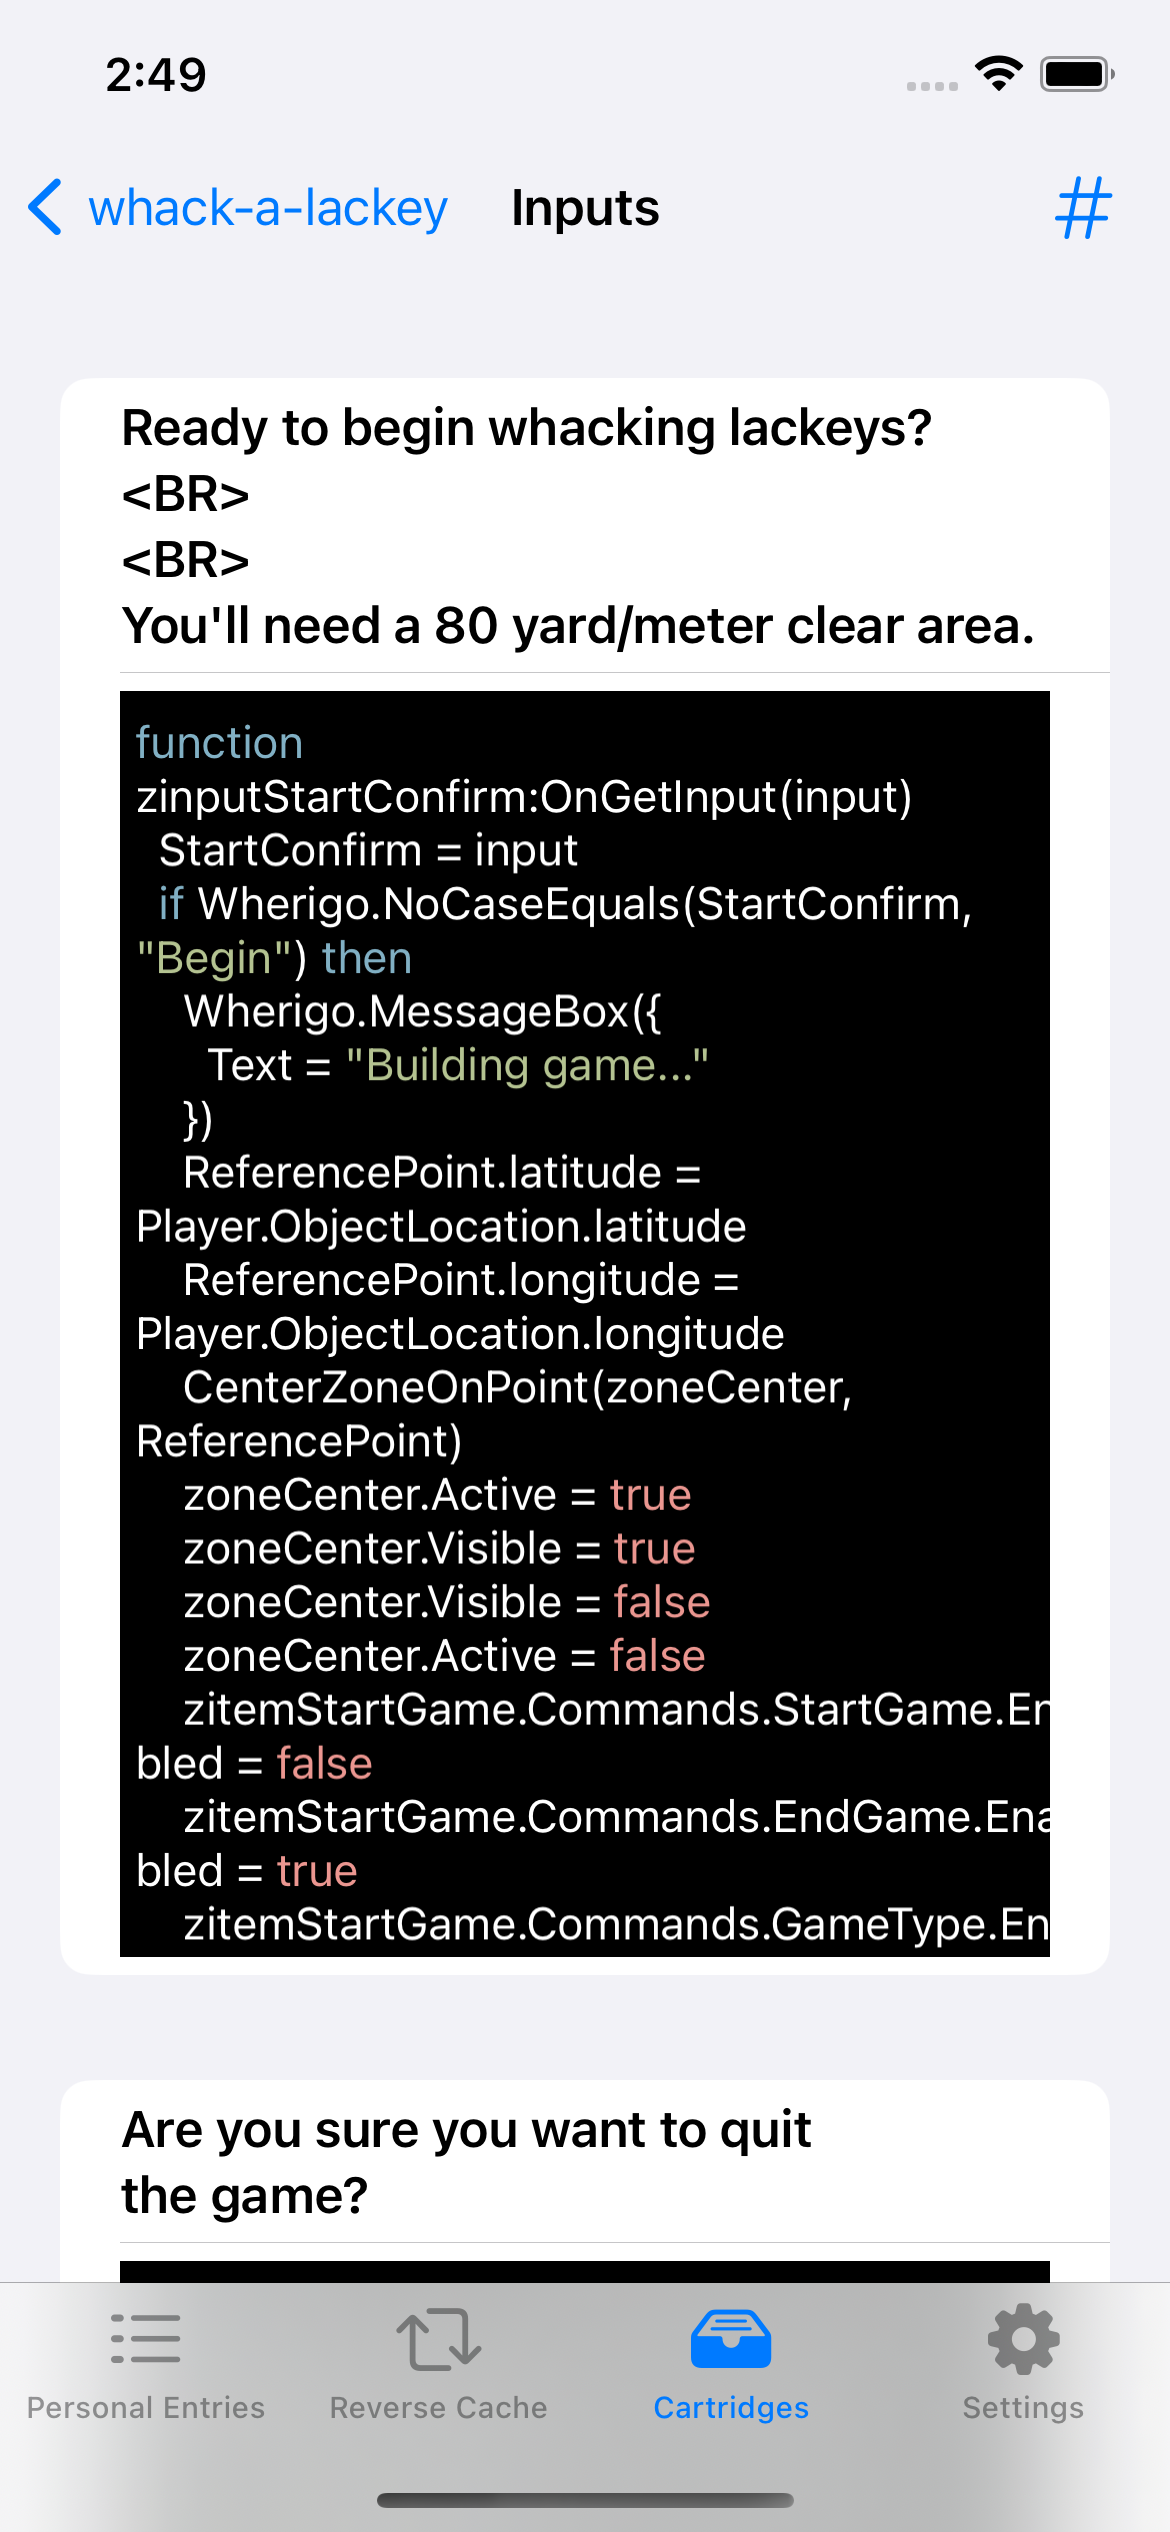 2:49
whack-a-lackey Inputs #
Ready to begin whacking lackeys?
<BR>
<BR>
You'll need a 80 yard/meter clear area.
function
zinputStartConfirm:OnGetInput(input)
StartConfirm = input
if Wherigo.NoCaseEquals(StartConfirm,
"Begin") then
Wherigo.MessageBox({
Text = "Building game..."
})
ReferencePoint.latitude =
Player.ObjectLocation.latitude
ReferencePoint.longitude =
Player.ObjectLocation.longitude
CenterZoneOnPoint(zoneCenter,
ReferencePoint)
zoneCenter.Active = true
zoneCenter.Visible = true
zoneCenter.Visible = false
zoneCenter.Active = false
zitemStartGame.Commands.StartGame.En
bled = false
zitemStartGame.Commands.EndGame.Ena
bled = true
zitemStartGame.Commands.GameType.En
Are you sure you want to quit
the game?
Personal Entries Reverse Cache Cartridges Settings